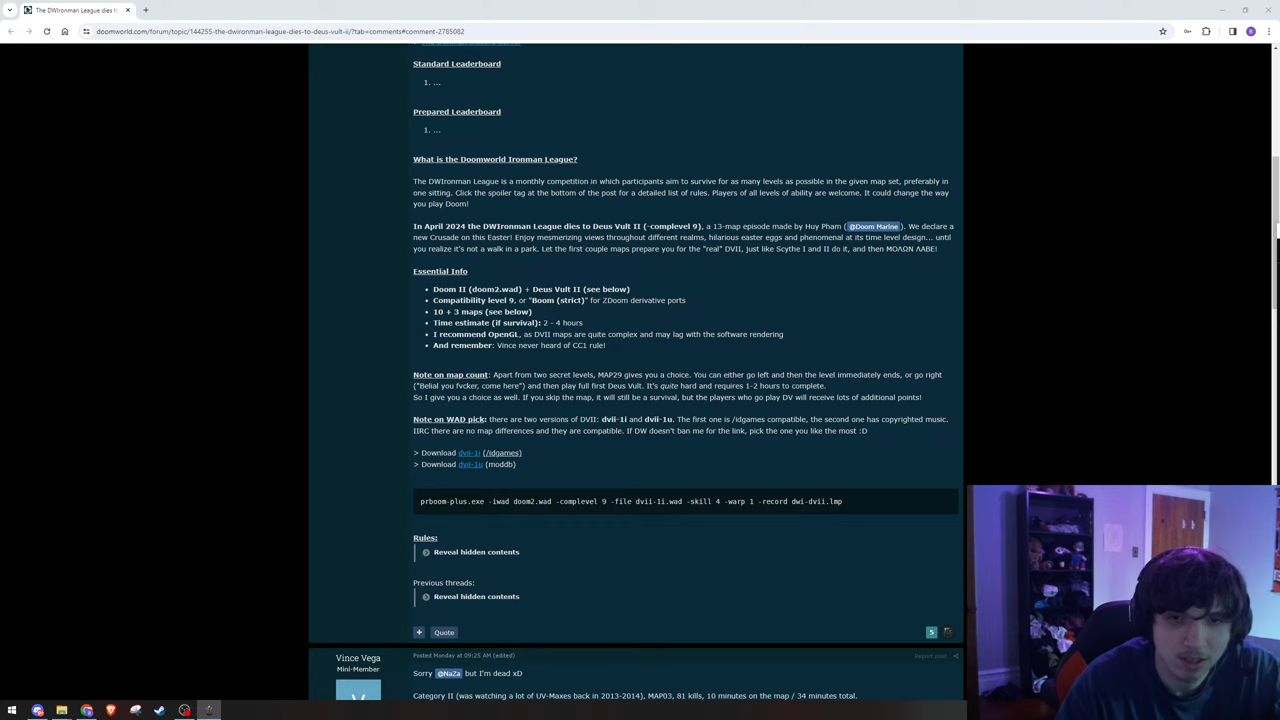 The DWIronman League dies to
doomworld.com/forum/topic/144255-the-dwironman-league-dies-to-deus-vult-ii/?tab=comments#comment-2785082
Standard Leaderboard
1. ...
Prepared Leaderboard
1. ...
What is the Doomworld Ironman League?
The DWIronman League is a monthly competition in which participants aim to survive for as many levels as possible in the given map set, preferably in
one sitting. Click the spoiler tag at the bottom of the post for a detailed list of rules. Players of all levels of ability are welcome. It could change the way
you play Doom!
In April 2024 the DWIronman League dies to Deus Vult II (-complevel 9), a 13-map episode made by Huy Pham (@Doom Marine). We declare a
new Crusade on this Easter! Enjoy mesmerizing views throughout different realms, hilarious easter eggs and phenomenal at its time level design... until
you realize it's not a walk in a park. Let the first couple maps prepare you for the "real" DVII, just like Scythe I and II do it, and then ΜΟΛΩΝ ΛΑΒΕ!
Essential Info
• Doom II (doom2.wad) + Deus Vult II (see below)
• Compatibility level 9, or "Boom (strict)" for ZDoom derivative ports
• 10 + 3 maps (see below)
• Time estimate (if survival): 2 - 4 hours
• I recommend OpenGL, as DVII maps are quite complex and may lag with the software rendering
• And remember: Vince never heard of CC1 rule!
Note on map count: Apart from two secret levels, MAP29 gives you a choice. You can either go left and then the level immediately ends, or go right
("Belial you fvcker, come here") and then play full first Deus Vult. It's quite hard and requires 1-2 hours to complete.
So I give you a choice as well. If you skip the map, it will still be a survival, but the players who go play DV will receive lots of additional points!
Note on WAD pick: there are two versions of DVII: dvii-1i and dvii-1u. The first one is /idgames compatible, the second one has copyrighted music.
IIRC there are no map differences and they are compatible. If DW doesn't ban me for the link, pick the one you like the most :D
> Download dvii-1i (/idgames)
> Download dvii-1u (moddb)
prboom-plus.exe -iwad doom2.wad -complevel 9 -file dvii-1i.wad -skill 4 -warp 1 -record dwi-dvii.lmp
Rules:
Reveal hidden contents
Previous threads:
Reveal hidden contents
+ Quote 5
Vince Vega
Mini-Member
Posted Monday at 09:25 AM (edited) Report post
Sorry @NaZa but I'm dead xD
Category II (was watching a lot of UV-Maxes back in 2013-2014), MAP03, 81 kills, 10 minutes on the map / 34 minutes total.